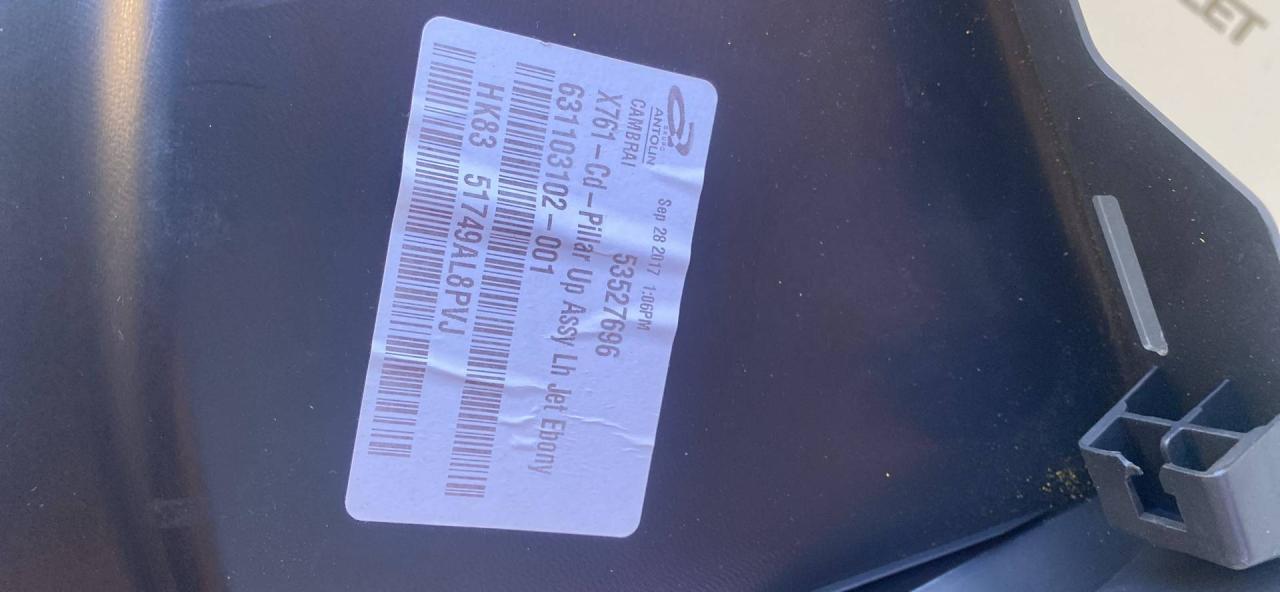 GRUPO
ANTOLIN
CAMBRAI
Sep 28 2017 1:06PM
53527696
X761-Cd-Pillar Up Assy Lh Jet Ebony
631103102-001
HK83 51749AL8PVJ